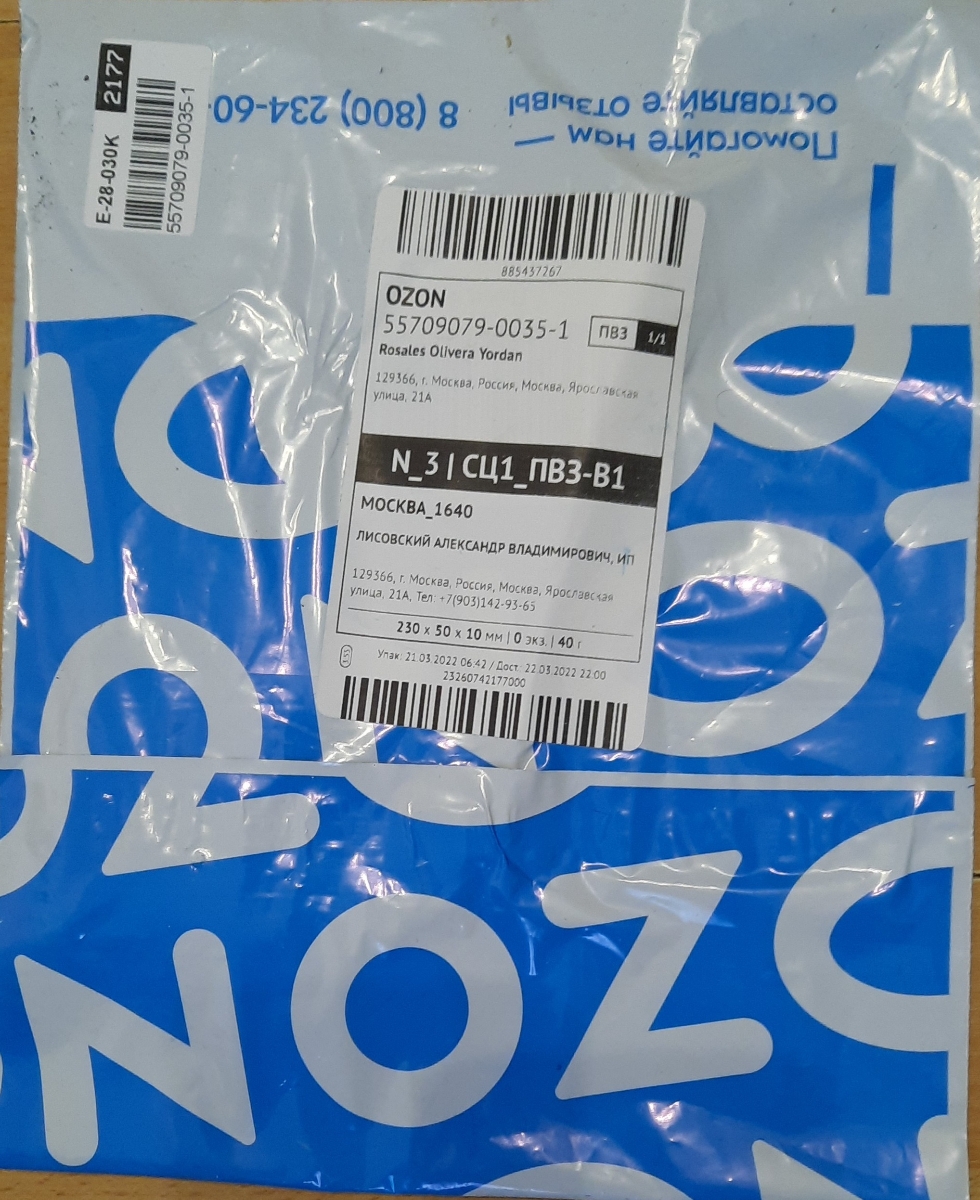 E-28-030K 2177
55709079-0035-1
Помогайте нам —
оставляйте отзывы
8 (800) 234-60-
885437267
OZON
55709079-0035-1 ПВЗ 1/1
Rosales Olivera Yordan
129366, г. Москва, Россия, Москва, Ярославская
улица, 21А
N_3 | СЦ1_ПВЗ-В1
МОСКВА_1640
ЛИСОВСКИЙ АЛЕКСАНДР ВЛАДИМИРОВИЧ, ИП
129366, г. Москва, Россия, Москва, Ярославская
улица, 21А, Тел: +7(903)142-93-65
230 x 50 x 10 мм | 0 экз. | 40 г
Упак: 21.03.2022 06:42 / Дост: 22.03.2022 22:00
23260742177000
OZON